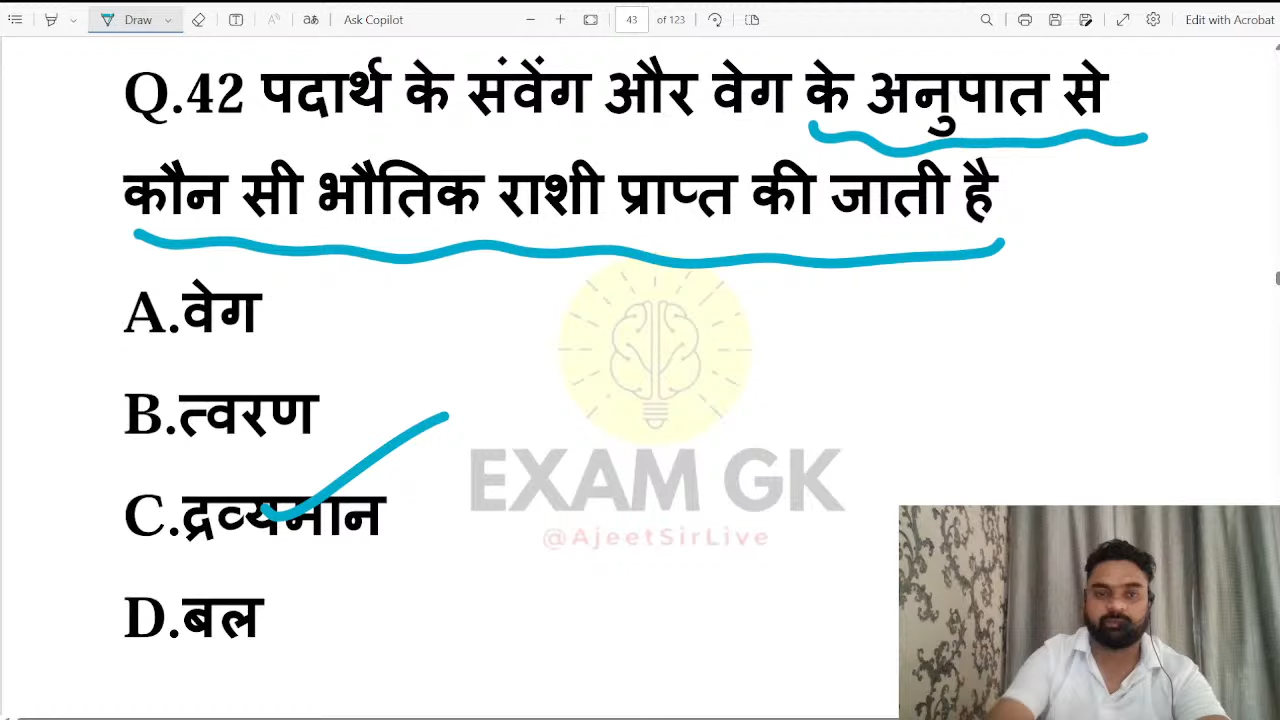 Draw
Ask Copilot
43 of 123
Edit with Acrobat
Q.42 पदार्थ के संवेंग और वेग के अनुपात से
कौन सी भौतिक राशी प्राप्त की जाती है
A.वेग
B.त्वरण
C.द्रव्यमान
D.बल
EXAM GK
@AjeetSirLive